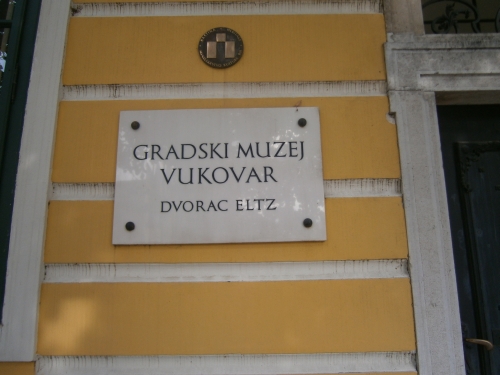 GRADSKI MUZEJ
VUKOVAR
DVORAC ELTZ